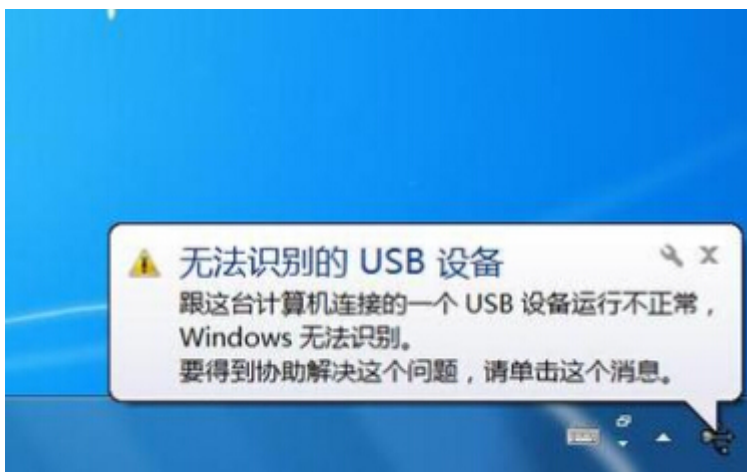 无法识别的 USB 设备
跟这台计算机连接的一个 USB 设备运行不正常，
Windows 无法识别。
要得到协助解决这个问题，请单击这个消息。